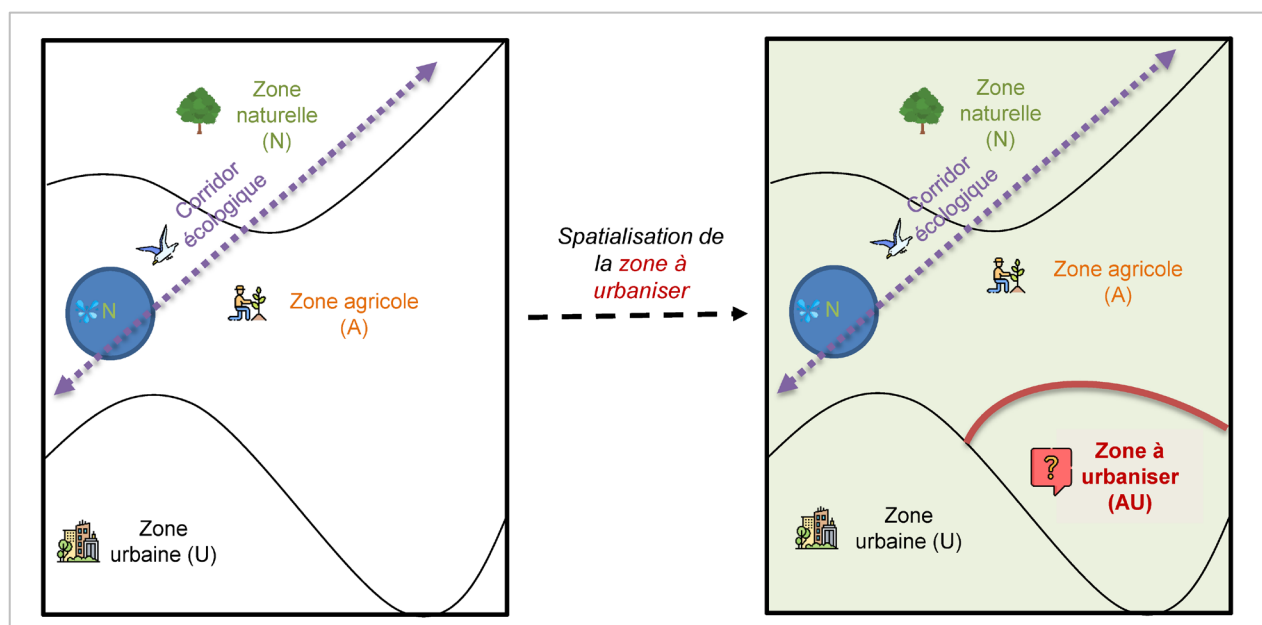 Zone
naturelle
(N)
Corridor
écologique
N
Zone agricole
(A)
Zone
urbaine (U)
Spatialisation de
la zone à
urbaniser
Zone
naturelle
(N)
Corridor
écologique
N
Zone agricole
(A)
?
Zone à
urbaniser
(AU)
Zone
urbaine (U)